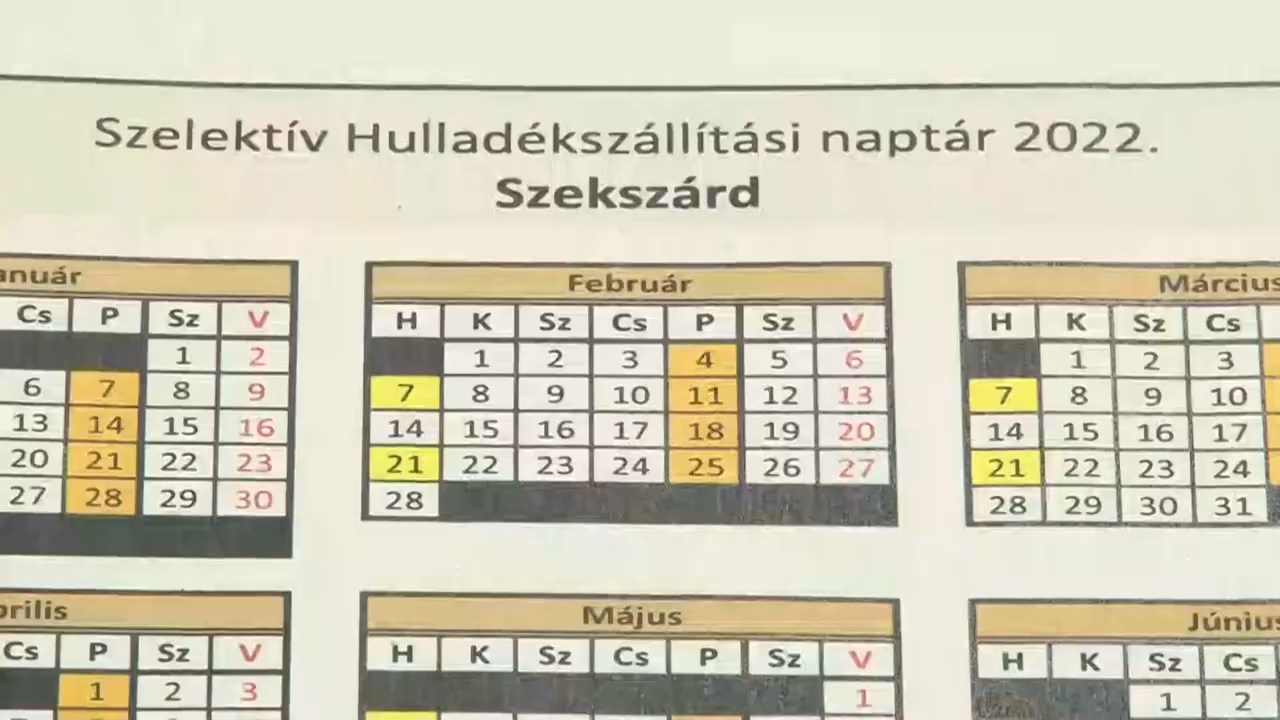 Szelektív Hulladékszállítási naptár 2022.
Szekszárd
Február Március
Cs P Sz V H K Sz Cs P Sz V H K Sz Cs
1 2 1 2 3 4 5 6 1 2 3
6 7 8 9 7 8 9 10 11 12 13 7 8 9 10
13 14 15 16 14 15 16 17 18 19 20 14 15 16 17
20 21 22 23 21 22 23 24 25 26 27 21 22 23 24
27 28 29 30 28 28 29 30 31
Május Június
Cs P Sz V H K Sz Cs P Sz V H K Sz Cs
1 2 3 1 1 2